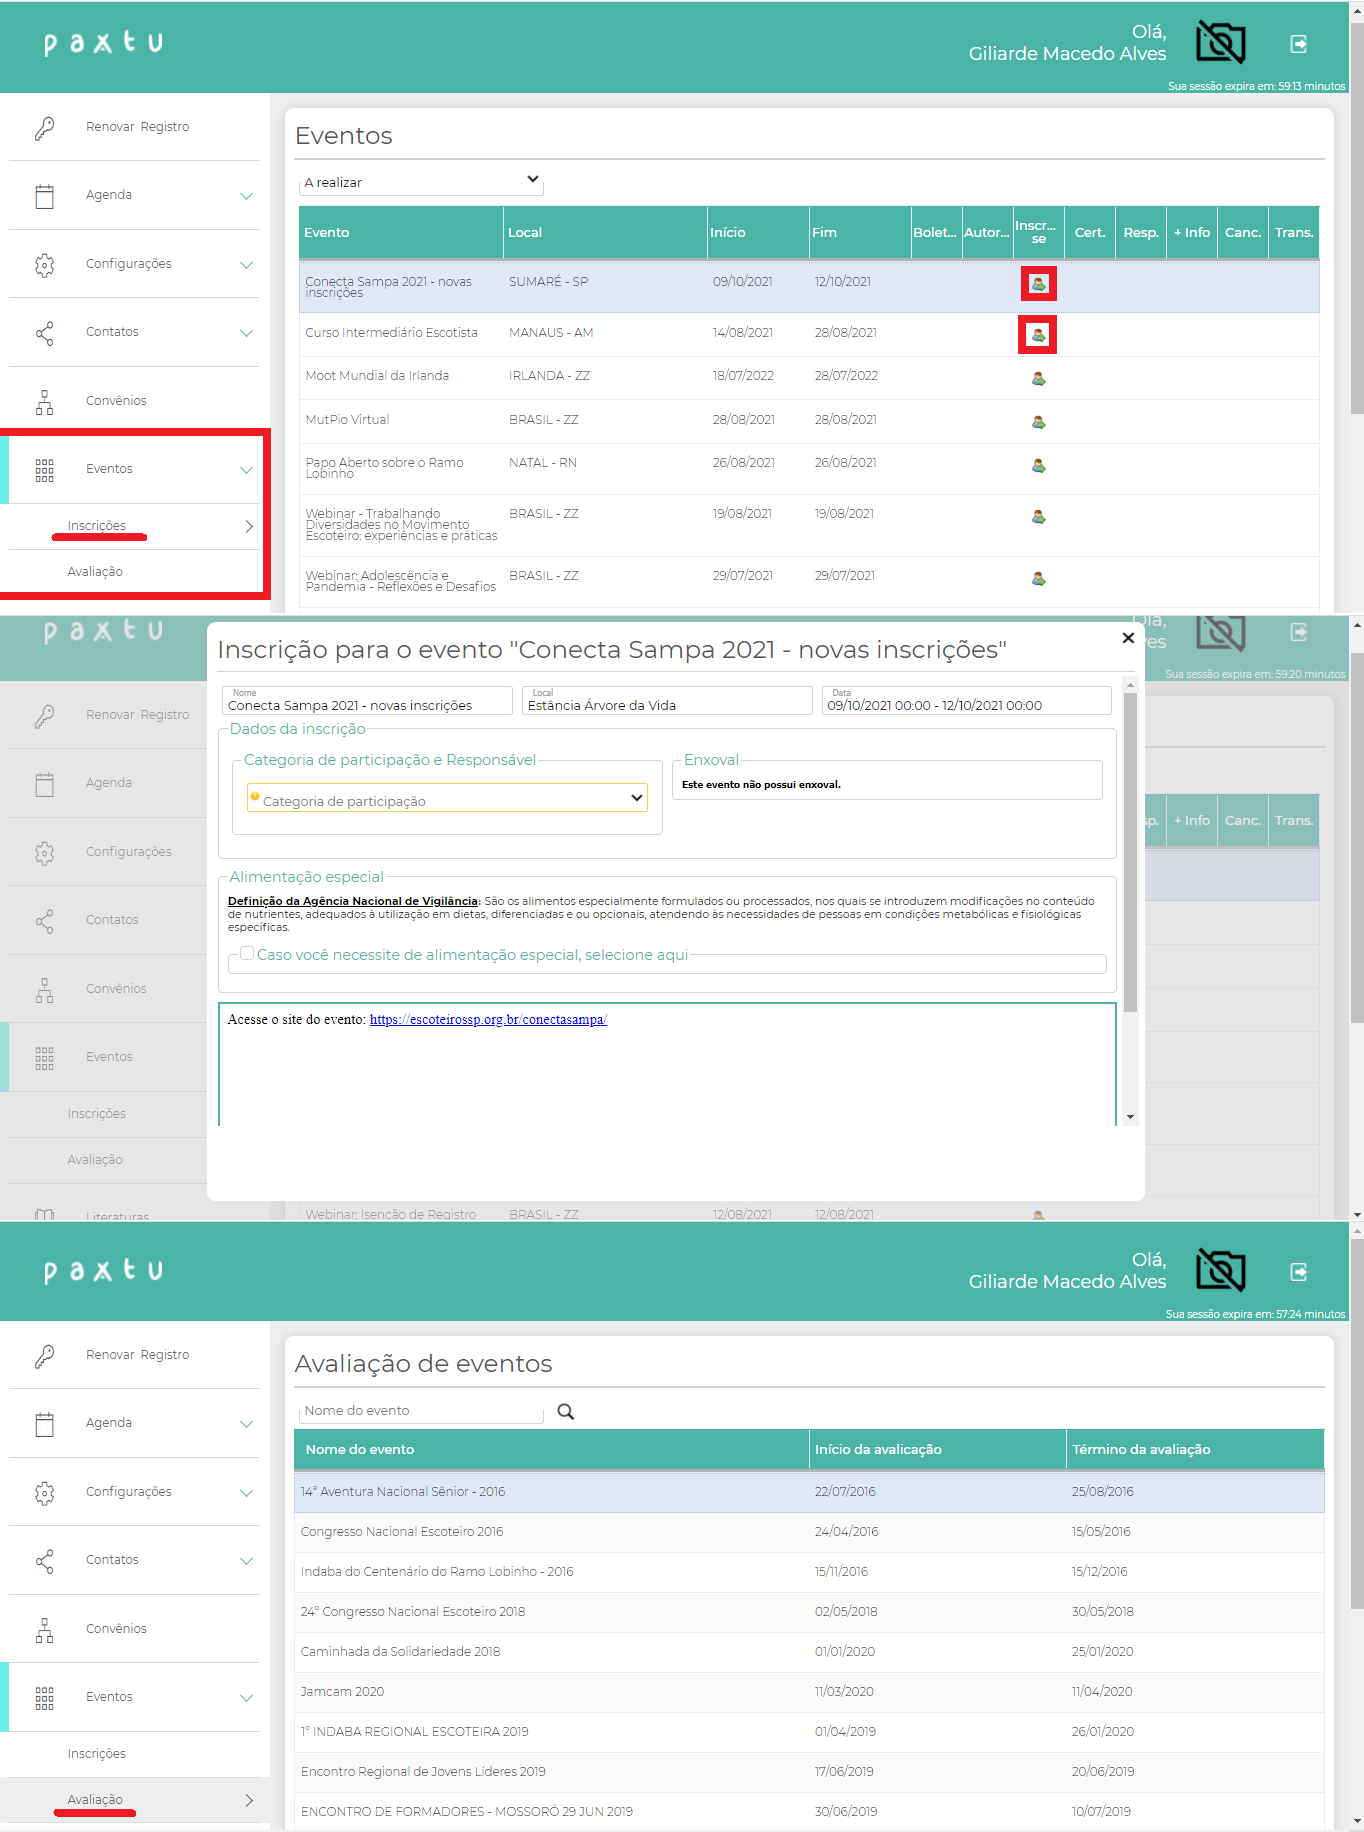 paxtu
Olá,
Giliarde Macedo Alves
Sua sessão expira em: 59:13 minutos
Renovar Registro
Agenda
Configurações
Contatos
Convênios
Eventos
Inscrições
Avaliação
Eventos
A realizar
Evento Local Início Fim Bolet... Autor... Inscr... se Cert. Resp. + Info Canc. Trans.
Conecta Sampa 2021 - novas inscrições SUMARÉ - SP 09/10/2021 12/10/2021
Curso Intermediário Escotista MANAUS - AM 14/08/2021 28/08/2021
Moot Mundial da Irlanda IRLANDA - ZZ 18/07/2022 28/07/2022
MutPio Virtual BRASIL - ZZ 28/08/2021 28/08/2021
Papo Aberto sobre o Ramo Lobinho NATAL - RN 26/08/2021 26/08/2021
Webinar - Trabalhando Diversidades no Movimento Escoteiro: experiências e práticas BRASIL - ZZ 19/08/2021 19/08/2021
Webinar: Adolescência e Pandemia - Reflexões e Desafios BRASIL - ZZ 29/07/2021 29/07/2021
paxtu
Olá,
ves
Sua sessão expira em: 59:20 minutos
Renovar Registro
Agenda
Configurações
Contatos
Convênios
Eventos
Inscrições
Avaliação
Literaturas
Inscrição para o evento "Conecta Sampa 2021 - novas inscrições"
Nome
Conecta Sampa 2021 - novas inscrições
Local
Estância Árvore da Vida
Data
09/10/2021 00:00 - 12/10/2021 00:00
Dados da inscrição
Categoria de participação e Responsável
Categoria de participação
Enxoval
Este evento não possui enxoval.
Alimentação especial
Definição da Agência Nacional de Vigilância: São os alimentos especialmente formulados ou processados, nos quais se introduzem modificações no conteúdo
de nutrientes, adequados à utilização em dietas, diferenciadas e ou opcionais, atendendo às necessidades de pessoas em condições metabólicas e fisiológicas
específicas.
Caso você necessite de alimentação especial, selecione aqui
Acesse o site do evento: https://escoteirossp.org.br/conectasampa/
sp. + Info Canc. Trans.
Webinar: Isenção de Registro BRASIL - ZZ 12/08/2021 12/08/2021
paxtu
Olá,
Giliarde Macedo Alves
Sua sessão expira em: 57:24 minutos
Renovar Registro
Agenda
Configurações
Contatos
Convênios
Eventos
Inscrições
Avaliação
Avaliação de eventos
Nome do evento
Nome do evento Início da avalicação Término da avaliação
14ª Aventura Nacional Sênior - 2016 22/07/2016 25/08/2016
Congresso Nacional Escoteiro 2016 24/04/2016 15/05/2016
Indaba do Centenário do Ramo Lobinho - 2016 15/11/2016 15/12/2016
24º Congresso Nacional Escoteiro 2018 02/05/2018 30/05/2018
Caminhada da Solidariedade 2018 01/01/2020 25/01/2020
Jamcam 2020 11/03/2020 11/04/2020
1º INDABA REGIONAL ESCOTEIRA 2019 01/04/2019 26/01/2020
Encontro Regional de Jovens Líderes 2019 17/06/2019 20/06/2019
ENCONTRO DE FORMADORES - MOSSORÓ 29 JUN 2019 30/06/2019 10/07/2019